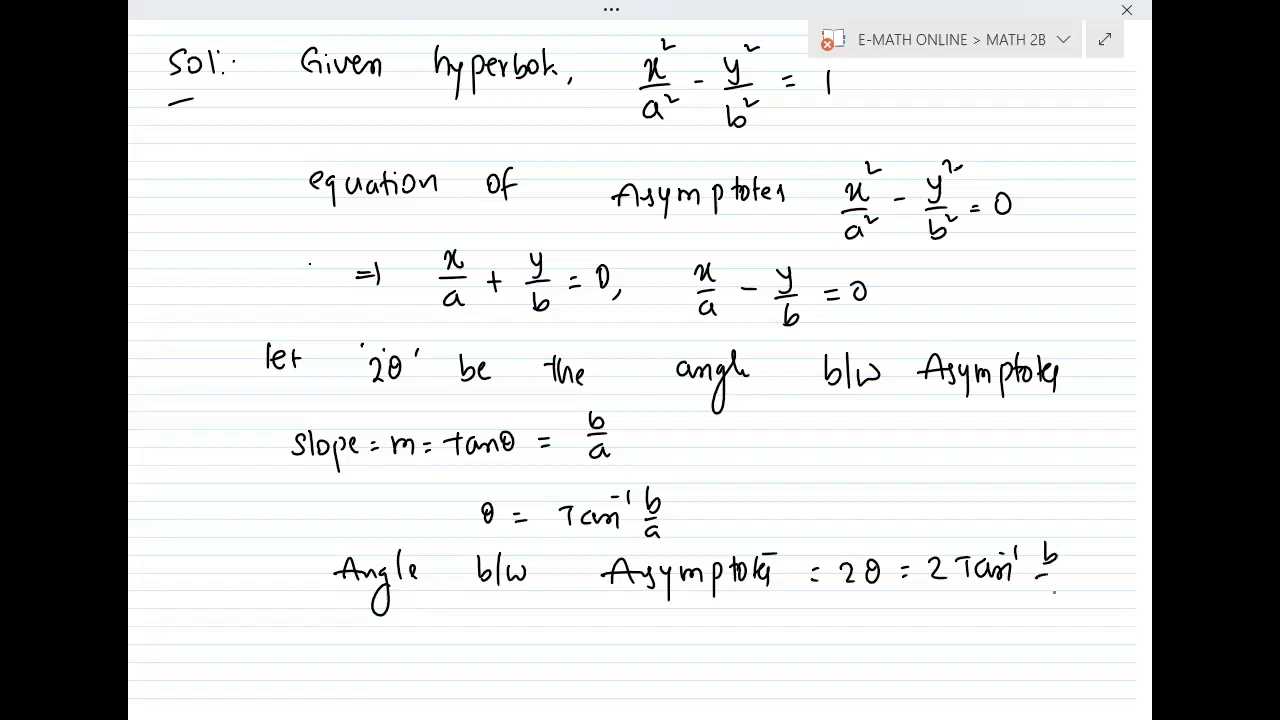 E-MATH ONLINE > MATH 2B
Sol:. Given hyperbola, x²/a² - y²/b² = 1
equation of Asymptotes x²/a² - y²/b² = 0
⇒ x/a + y/b = 0, x/a - y/b = 0
let '2θ' be the angle b/w Asymptotes
Slope = m = Tanθ = b/a
θ = Tan⁻¹ b/a
Angle b/w Asymptotes = 2θ = 2 Tan⁻¹ b